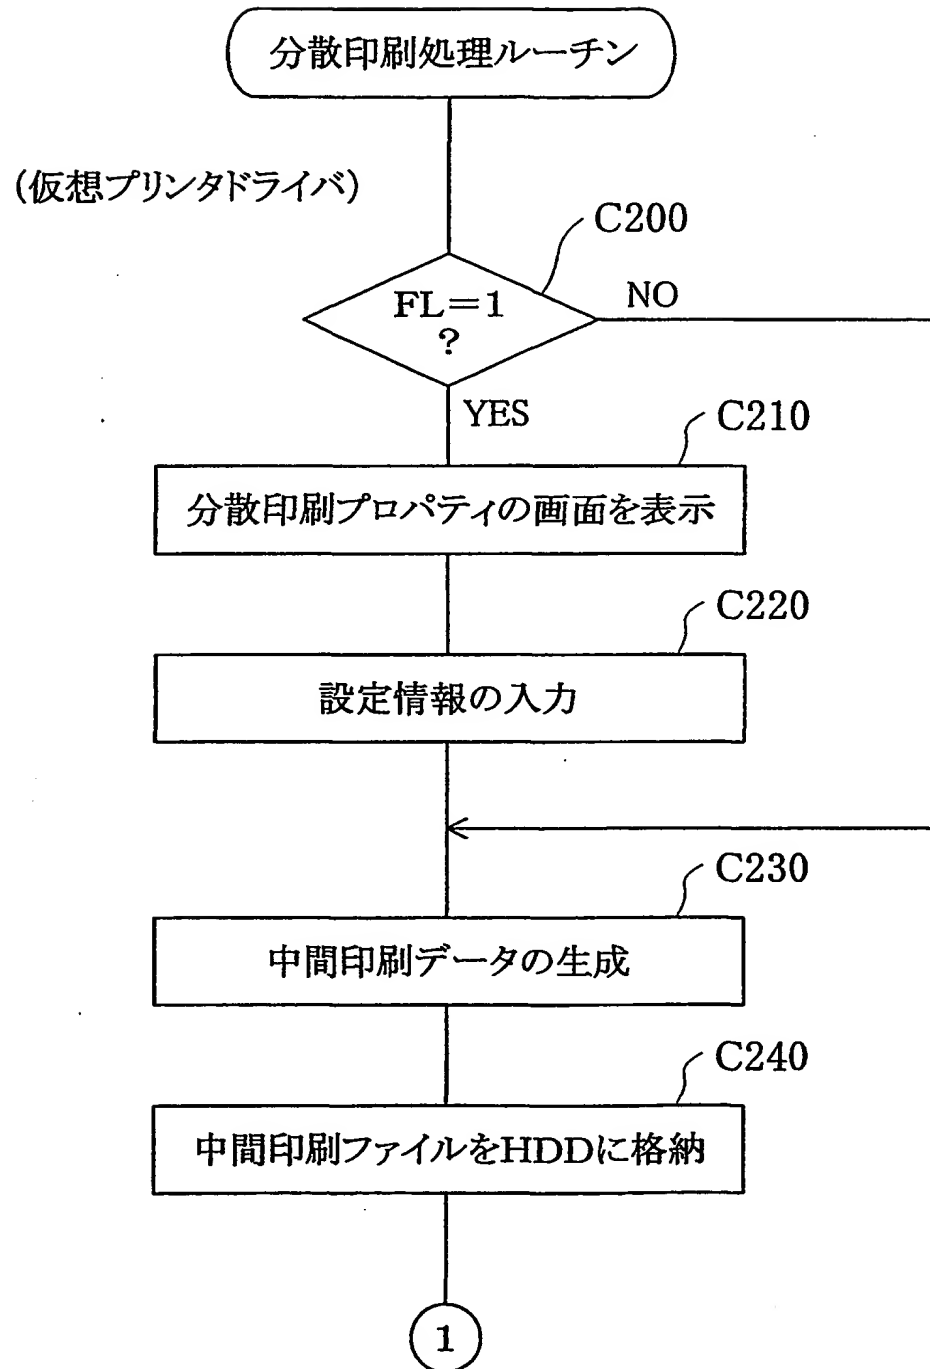 分散印刷処理ルーチン
(仮想プリンタドライバ)
C200
FL=1
?
NO
YES
C210
分散印刷プロパティの画面を表示
C220
設定情報の入力
C230
中間印刷データの生成
C240
中間印刷ファイルをHDDに格納
1